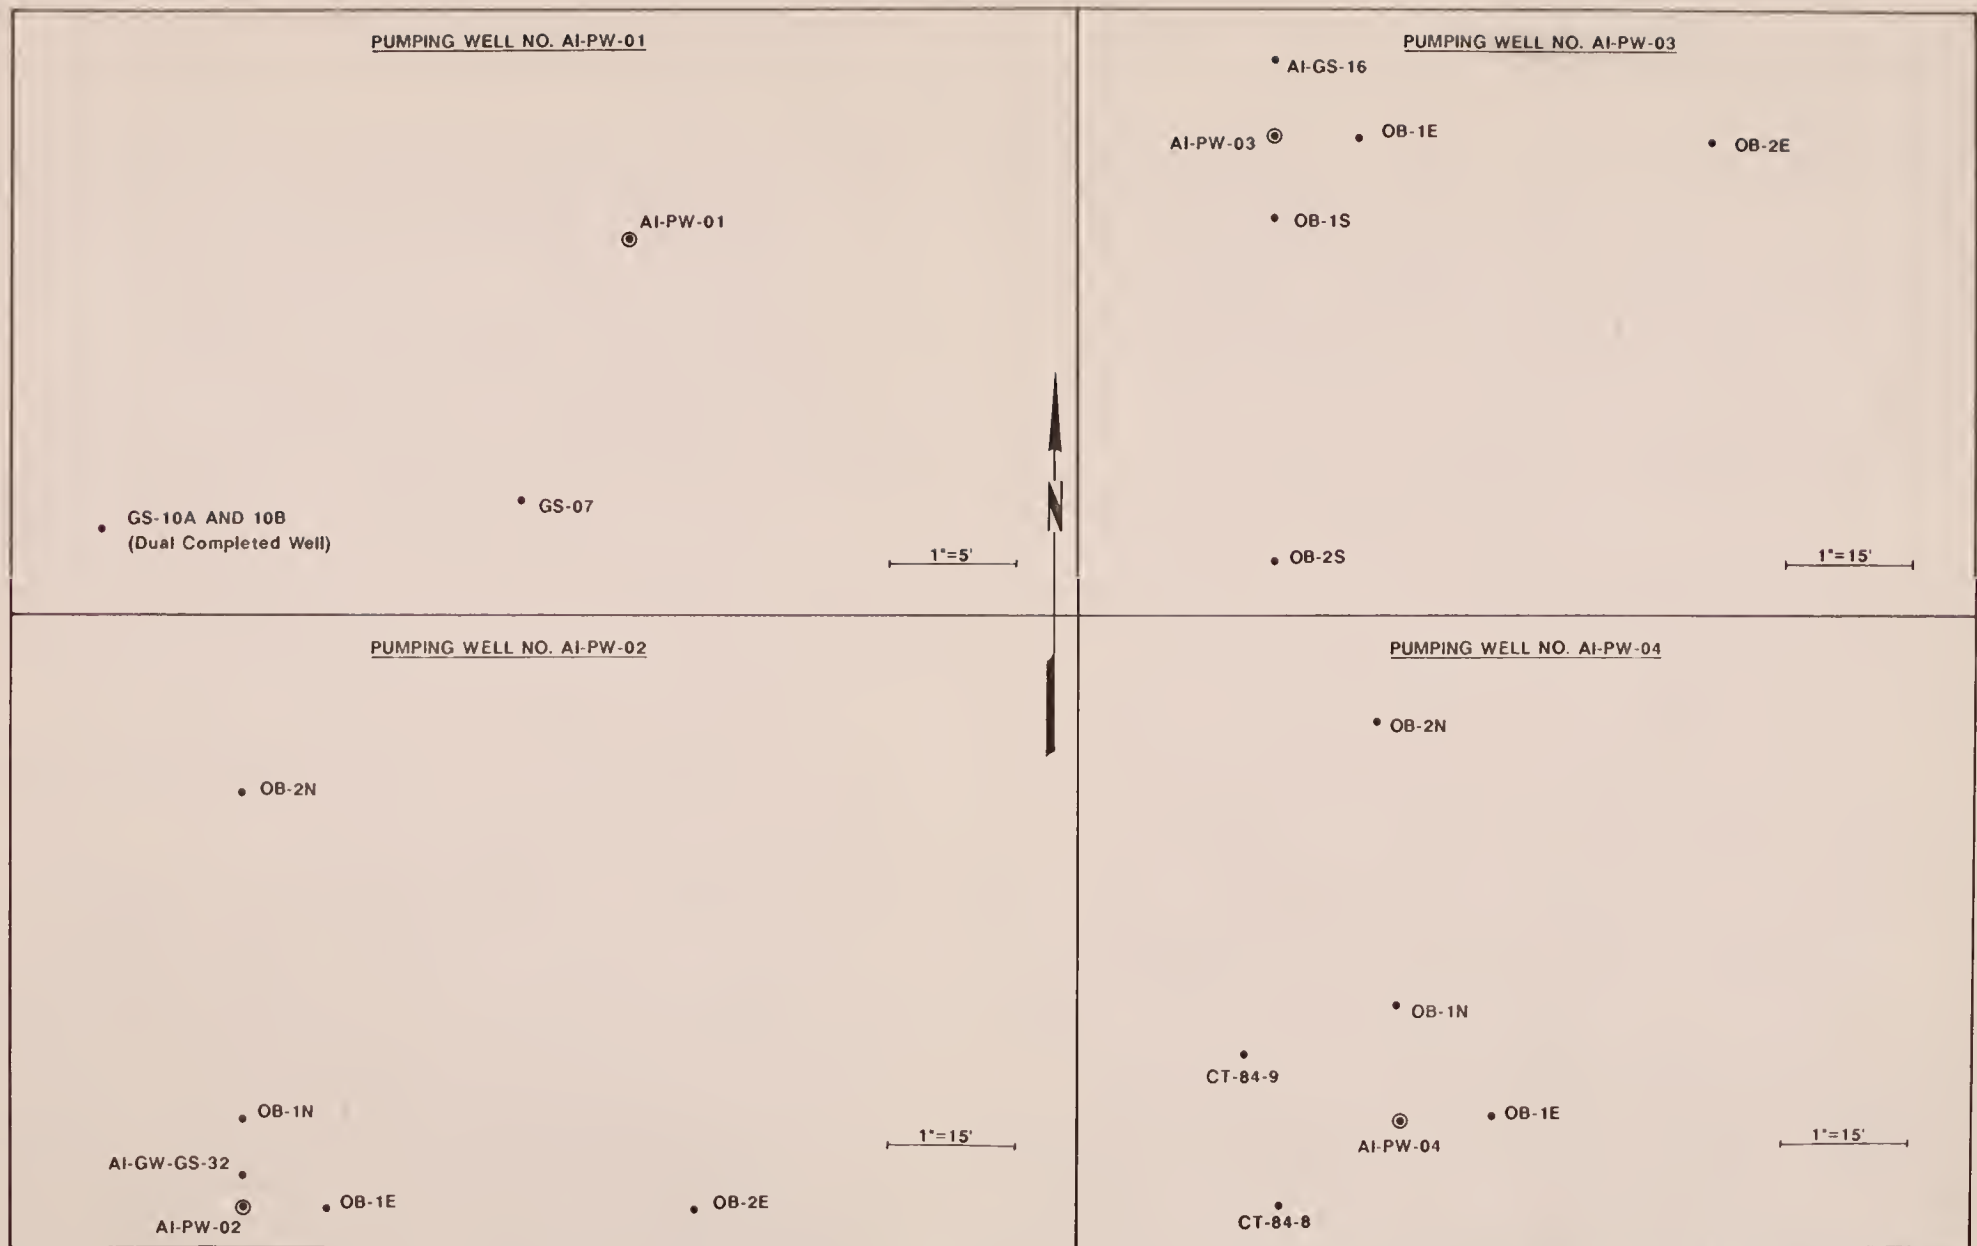 PUMPING WELL NO. AI-PW-01
AI-PW-01
GS-07
GS-10A AND 10B
(Dual Completed Well)
1"=5'
PUMPING WELL NO. AI-PW-03
AI-GS-16
AI-PW-03
OB-1E
OB-2E
OB-1S
OB-2S
1"=15'
N
PUMPING WELL NO. AI-PW-02
OB-2N
OB-1N
AI-GW-GS-32
OB-1E
OB-2E
AI-PW-02
1"=15'
PUMPING WELL NO. AI-PW-04
OB-2N
OB-1N
CT-84-9
OB-1E
AI-PW-04
CT-84-8
1"=15'